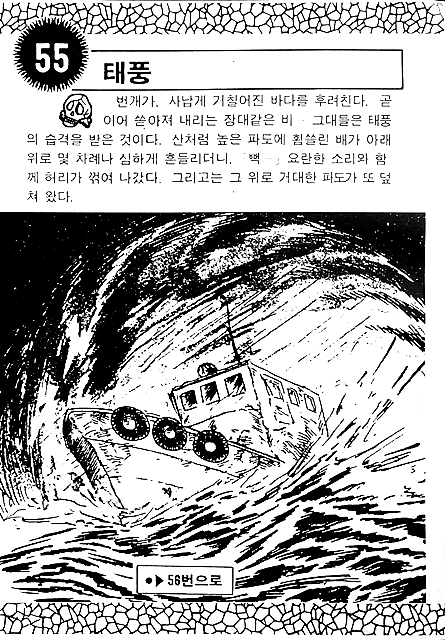 55
태풍
번개가, 사납게 거칠어진 바다를 후려친다. 곧
이어 쏟아져 내리는 장대같은 비… 그대들은 태풍
의 습격을 받은 것이다. 산처럼 높은 파도에 휩쓸린 배가 아래
위로 몇 차례나 심하게 흔들리더니, 「빽…」 요란한 소리와 함
께 허리가 꺾여 나갔다. 그리고는 그 위로 거대한 파도가 또 덮
쳐 왔다.
●▶56번으로